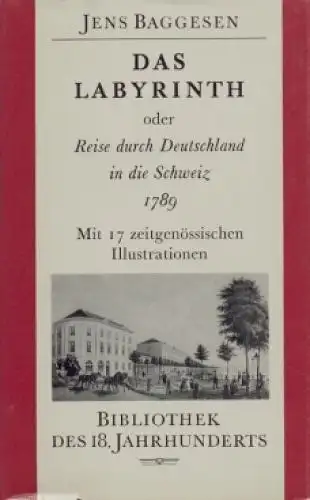 JENS BAGGESEN
DAS
LABYRINTH
oder
Reise durch Deutschland
in die Schweiz
1789
Mit 17 zeitgenössischen
Illustrationen
BIBLIOTHEK
DES 18. JAHRHUNDERTS